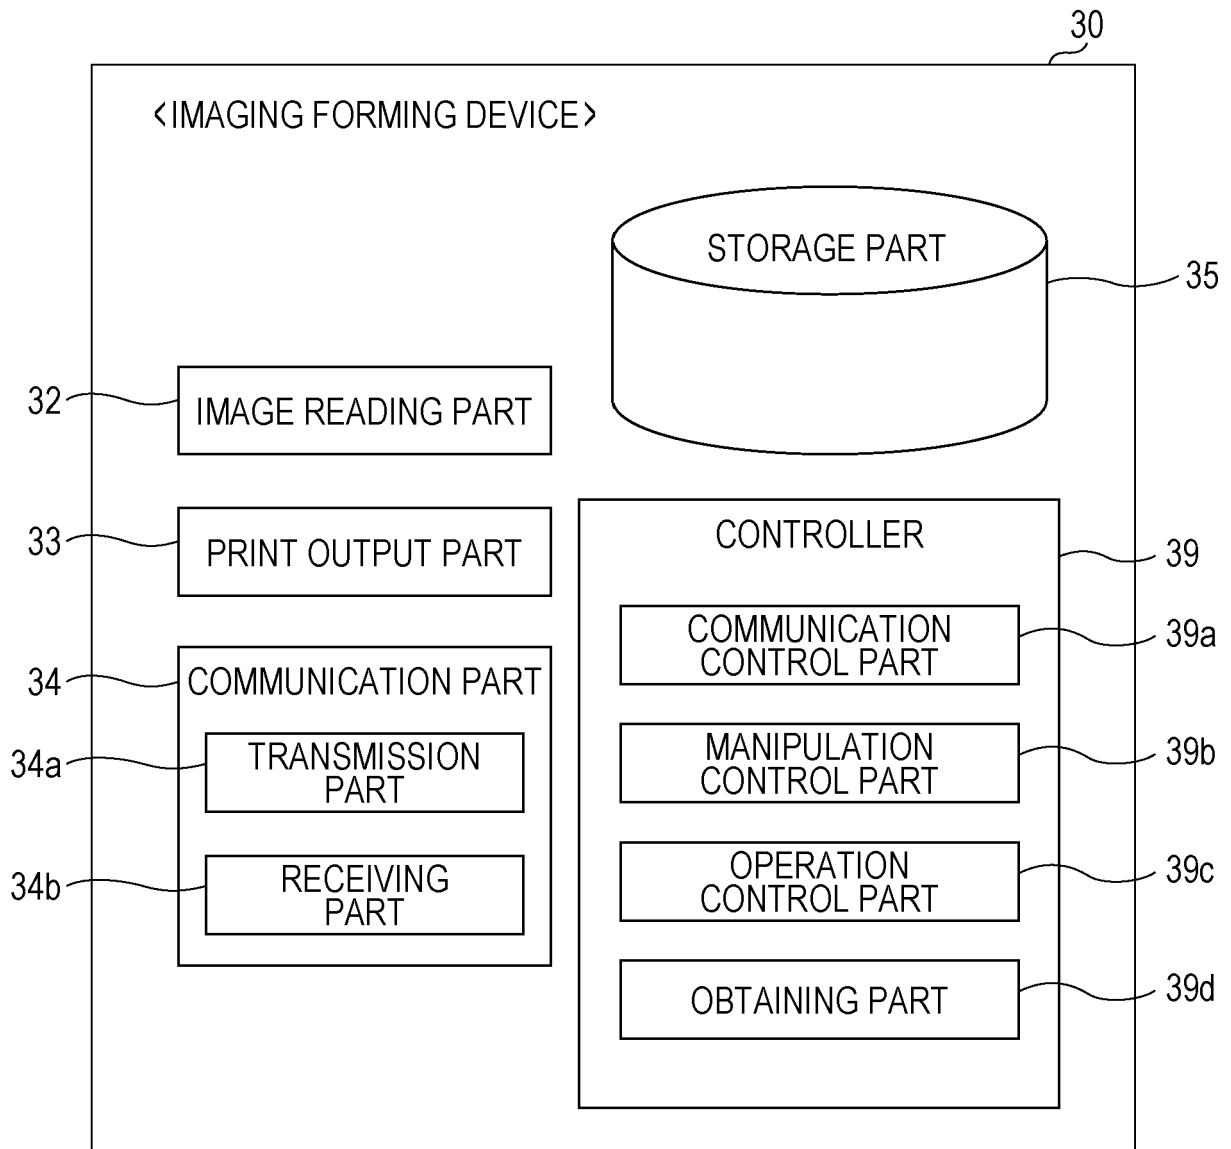 30
<IMAGING FORMING DEVICE>
STORAGE PART
35
32
IMAGE READING PART
33
PRINT OUTPUT PART
34
COMMUNICATION PART
34a
TRANSMISSION
PART
34b
RECEIVING
PART
CONTROLLER
39
COMMUNICATION
CONTROL PART
39a
MANIPULATION
CONTROL PART
39b
OPERATION
CONTROL PART
39c
OBTAINING PART
39d